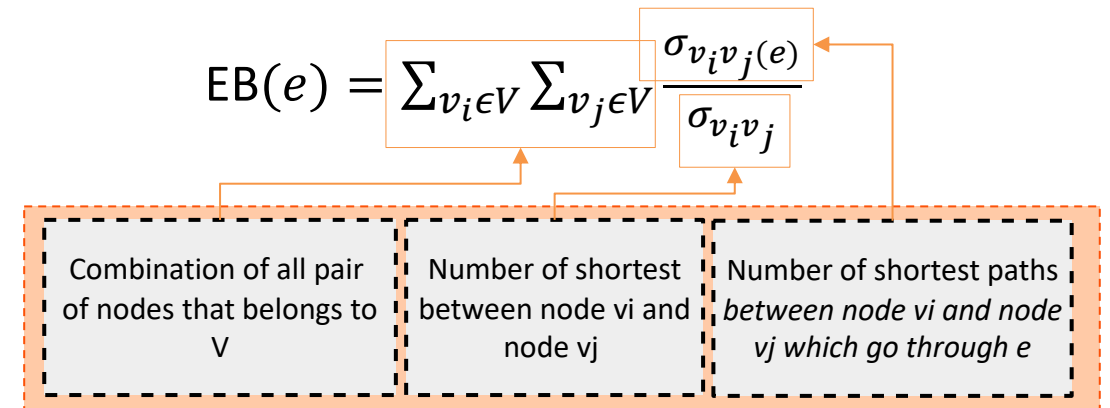 EB(e) = ∑_{v_i ϵV} ∑_{v_j ϵV} σ_{v_i v_j (e)} / σ_{v_i v_j}
Combination of all pair
of nodes that belongs to
V
Number of shortest
between node vi and
node vj
Number of shortest paths
between node vi and node
vj which go through e